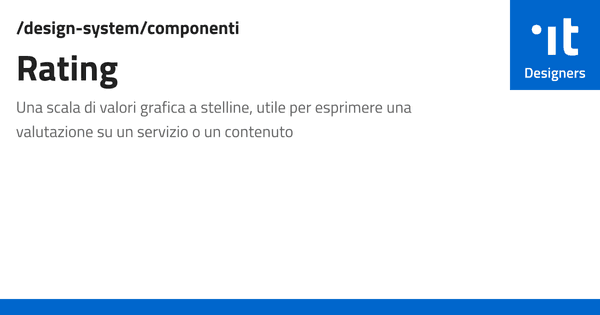 /design-system/componenti
Rating
Una scala di valori grafica a stelline, utile per esprimere una
valutazione su un servizio o un contenuto
it
Designers